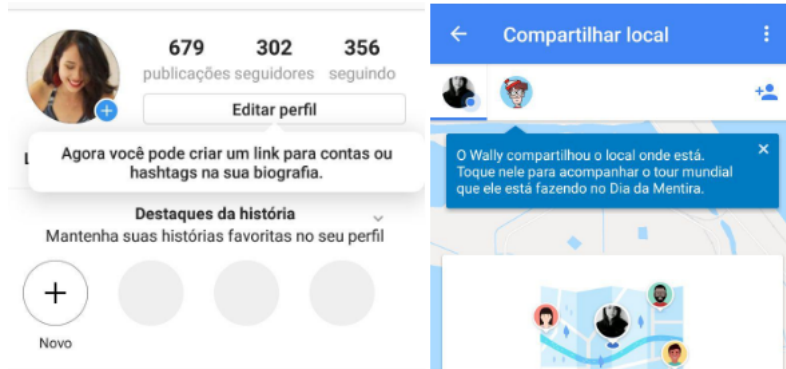 679 302 356
publicações seguidores seguindo
Editar perfil
L
Agora você pode criar um link para contas ou
hashtags na sua biografia.
Destaques da história
Mantenha suas histórias favoritas no seu perfil
Novo
Compartilhar local
O Wally compartilhou o local onde está.
Toque nele para acompanhar o tour mundial
que ele está fazendo no Dia da Mentira.